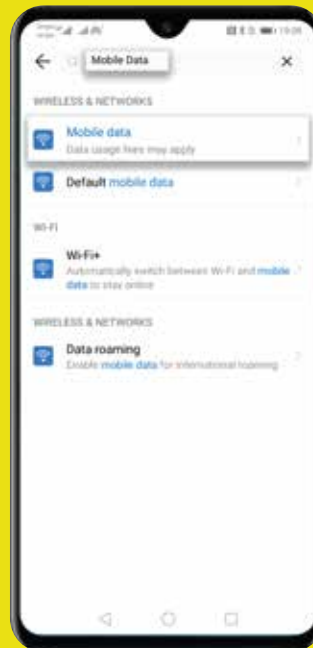 Mobile Data
WIRELESS & NETWORKS
Mobile data
Data usage fees may apply
Default mobile data
Wi-Fi
Wi-Fi+
Automatically switch between Wi-Fi and mobile
data to stay online
WIRELESS & NETWORKS
Data roaming
Enable mobile data for international roaming